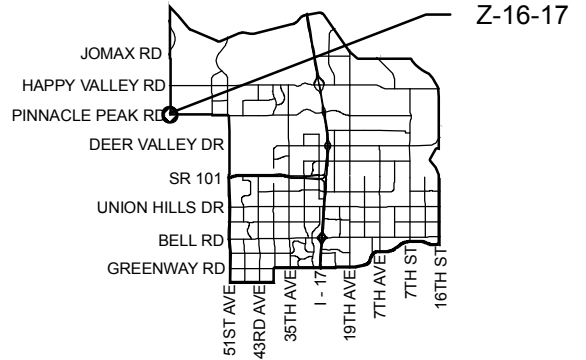 Z-16-17
JOMAX RD
HAPPY VALLEY RD
PINNACLE PEAK RD
DEER VALLEY DR
SR 101
UNION HILLS DR
BELL RD
GREENWAY RD
51ST AVE
43RD AVE
35TH AVE
I - 17
19TH AVE
7TH AVE
7TH ST
16TH ST